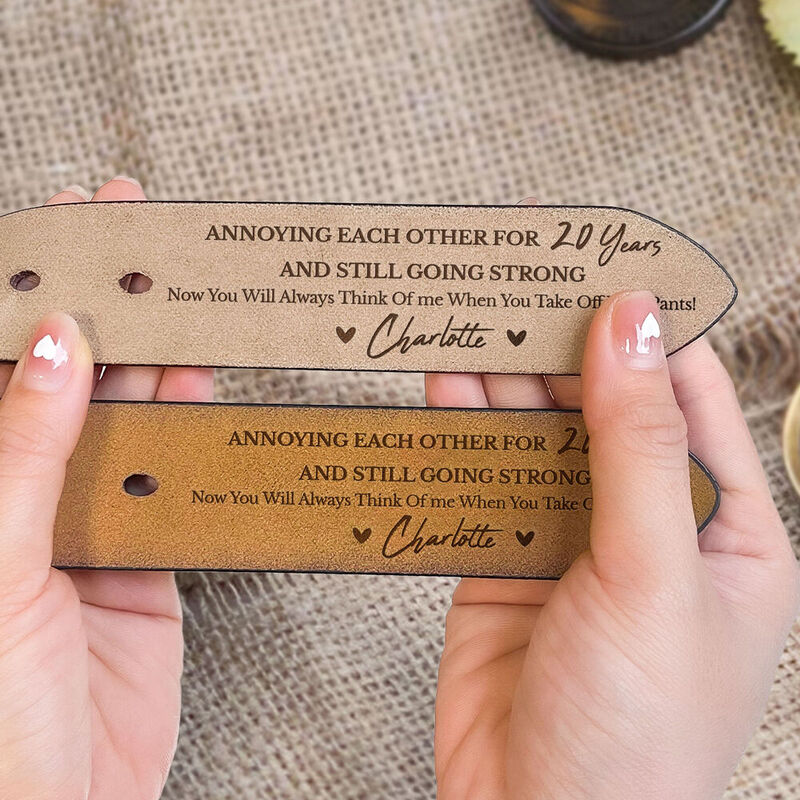 ANNOYING EACH OTHER FOR 20 Years
AND STILL GOING STRONG
Now You Will Always Think Of me When You Take Off Pants!
Charlotte
ANNOYING EACH OTHER FOR
AND STILL GOING STRONG
Now You Will Always Think Of me When You Take
Charlotte